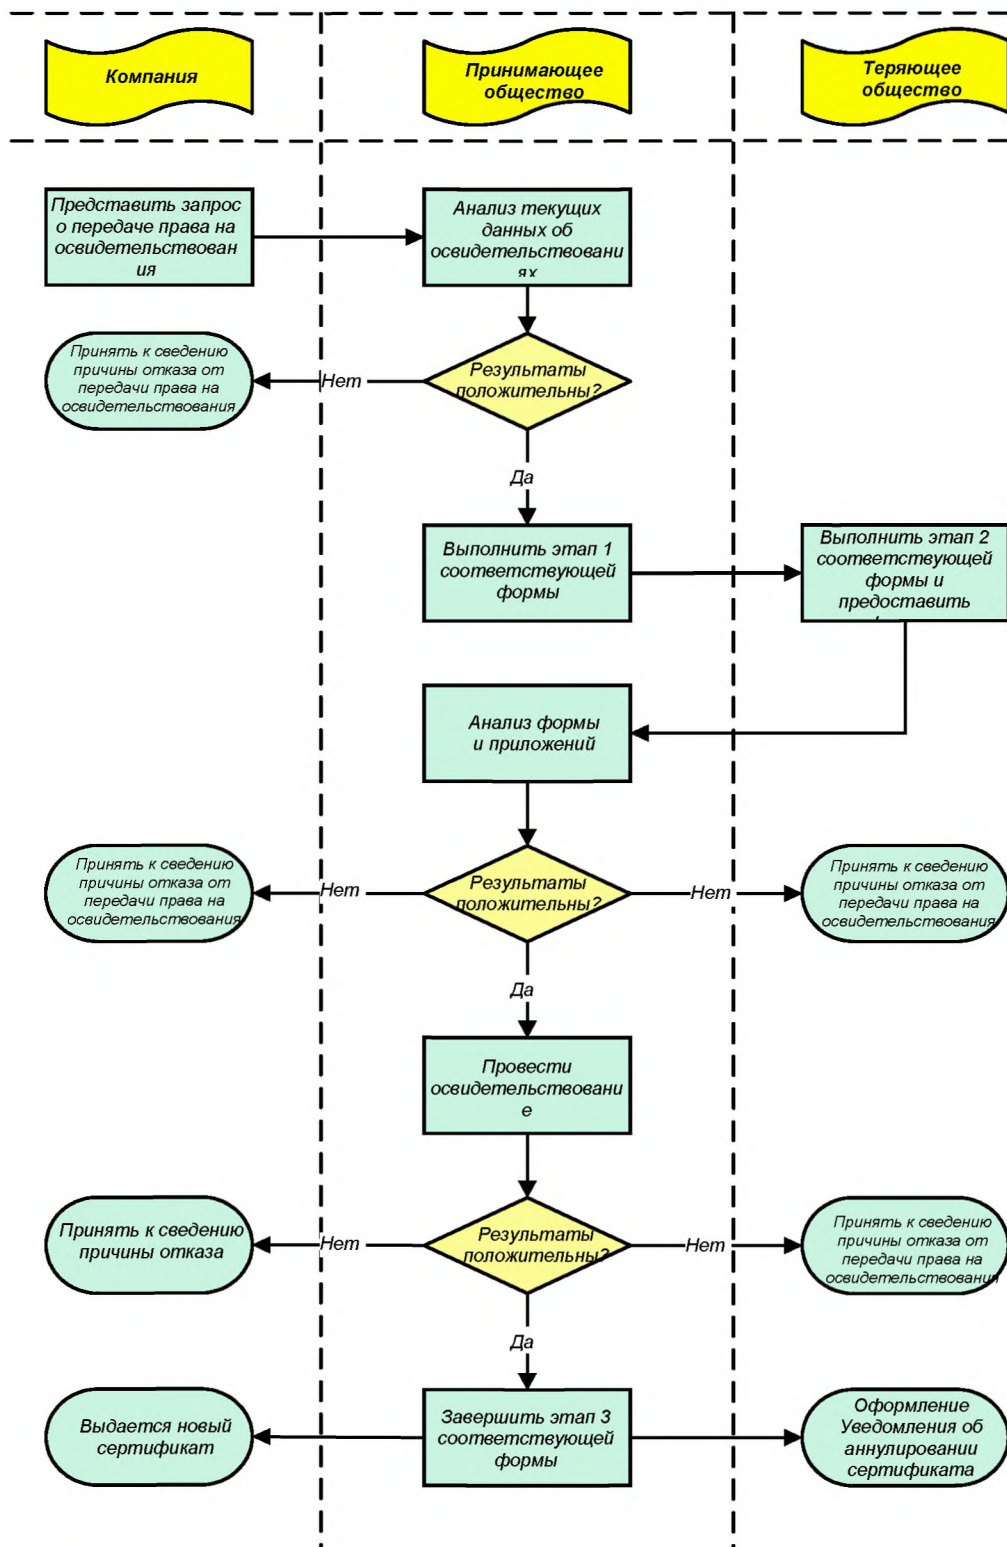 Компания
Принимающее
общество
Теряющее
общество
Представить запрос
о передаче права на
освидетельствован
ия
Анализ текущих
данных об
освидетельствовани
ях
Принять к сведению
причины отказа от
передачи права на
освидетельствования
Нет
Результаты
положительны?
Да
Выполнить этап 1
соответствующей
формы
Выполнить этап 2
соответствующей
формы и
предоставить
Анализ формы
и приложений
Принять к сведению
причины отказа от
передачи права на
освидетельствования
Нет
Результаты
положительны?
Нет
Принять к сведению
причины отказа от
передачи права на
освидетельствования
Да
Провести
освидетельствовани
е
Принять к сведению
причины отказа
Нет
Результаты
положительны?
Нет
Принять к сведению
причины отказа от
передачи права на
освидетельствования
Да
Выдается новый
сертификат
Завершить этап 3
соответствующей
формы
Оформление
Уведомления об
аннулировании
сертификата